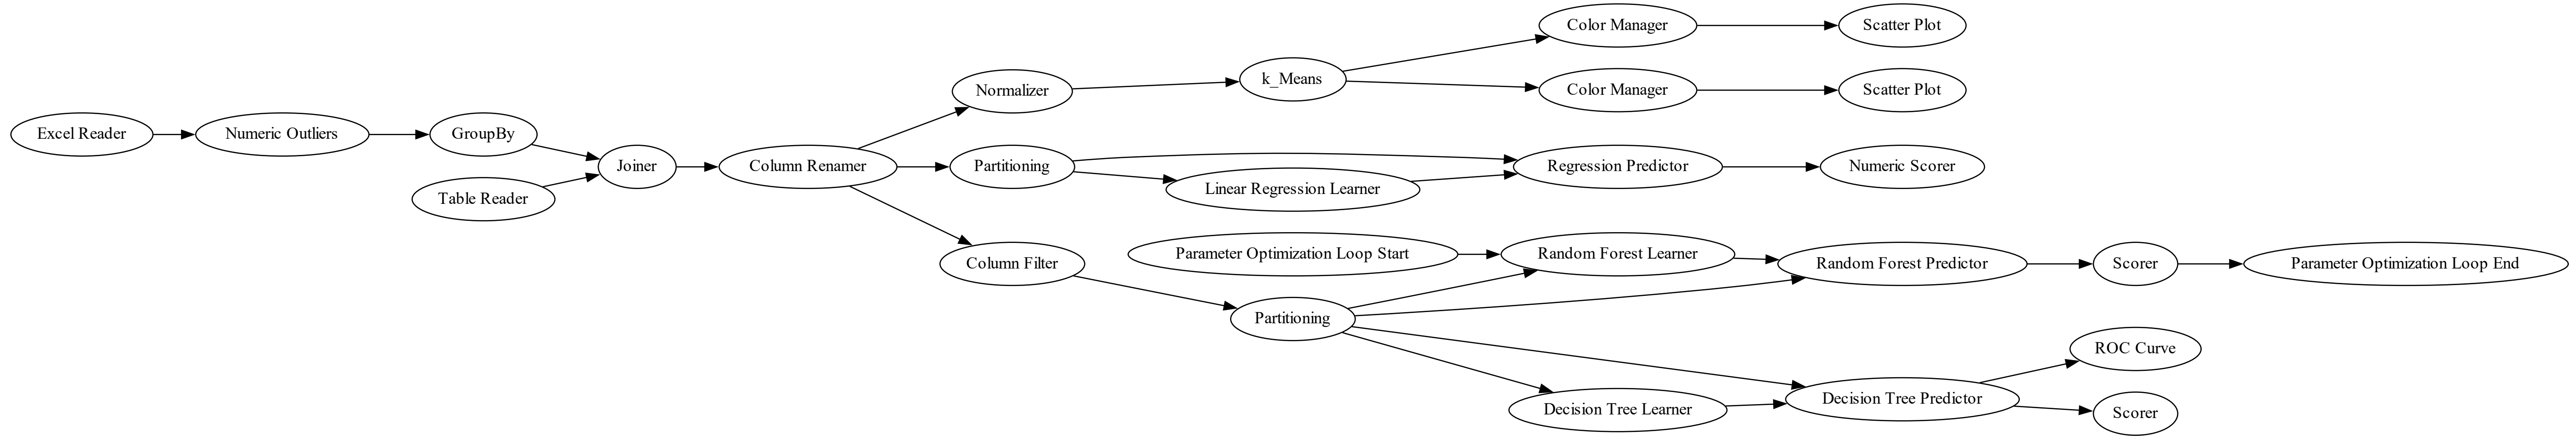 Excel Reader
Numeric Outliers
GroupBy
Table Reader
Joiner
Column Renamer
Normalizer
k_Means
Color Manager
Scatter Plot
Color Manager
Scatter Plot
Partitioning
Linear Regression Learner
Regression Predictor
Numeric Scorer
Column Filter
Partitioning
Parameter Optimization Loop Start
Random Forest Learner
Random Forest Predictor
Scorer
Parameter Optimization Loop End
Decision Tree Learner
Decision Tree Predictor
ROC Curve
Scorer